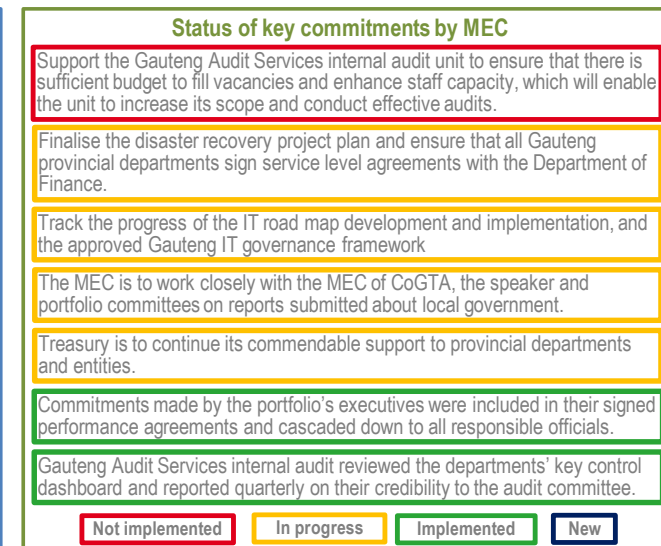 Status of key commitments by MEC
Support the Gauteng Audit Services internal audit unit to ensure that there is
sufficient budget to fill vacancies and enhance staff capacity, which will enable
the unit to increase its scope and conduct effective audits.
Finalise the disaster recovery project plan and ensure that all Gauteng
provincial departments sign service level agreements with the Department of
Finance.
Track the progress of the IT road map development and implementation, and
the approved Gauteng IT governance framework
The MEC is to work closely with the MEC of CoGTA, the speaker and
portfolio committees on reports submitted about local government.
Treasury is to continue its commendable support to provincial departments
and entities.
Commitments made by the portfolio's executives were included in their signed
performance agreements and cascaded down to all responsible officials.
Gauteng Audit Services internal audit reviewed the departments' key control
dashboard and reported quarterly on their credibility to the audit committee.
Not implemented In progress Implemented New